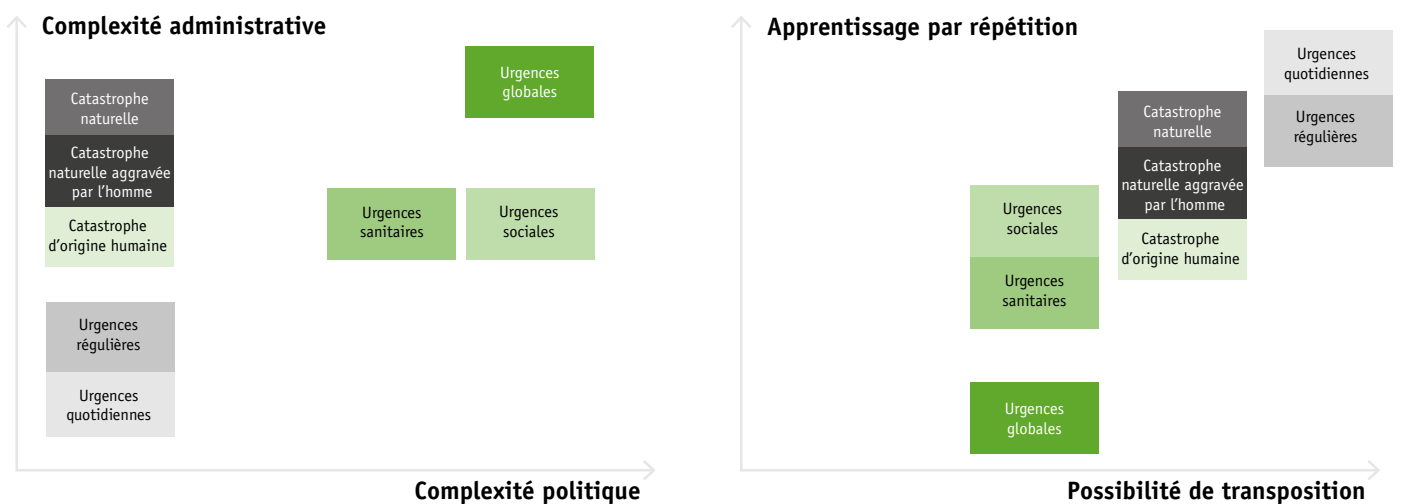 Complexité administrative
Urgences
globales
Catastrophe
naturelle
Catastrophe
naturelle aggravée
par l'homme
Catastrophe
d'origine humaine
Urgences
sanitaires
Urgences
sociales
Urgences
régulières
Urgences
quotidiennes
Complexité politique
Apprentissage par répétition
Urgences
quotidiennes
Urgences
régulières
Catastrophe
naturelle
Catastrophe
naturelle aggravée
par l'homme
Catastrophe
d'origine humaine
Urgences
sociales
Urgences
sanitaires
Urgences
globales
Possibilité de transposition